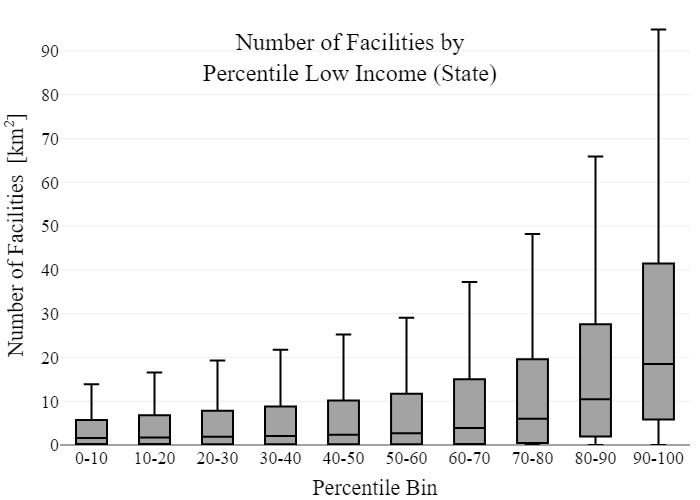 Number of Facilities by
Percentile Low Income (State)
Number of Facilities [km²]
90
80
70
60
50
40
30
20
10
0
0-10 10-20 20-30 30-40 40-50 50-60 60-70 70-80 80-90 90-100
Percentile Bin